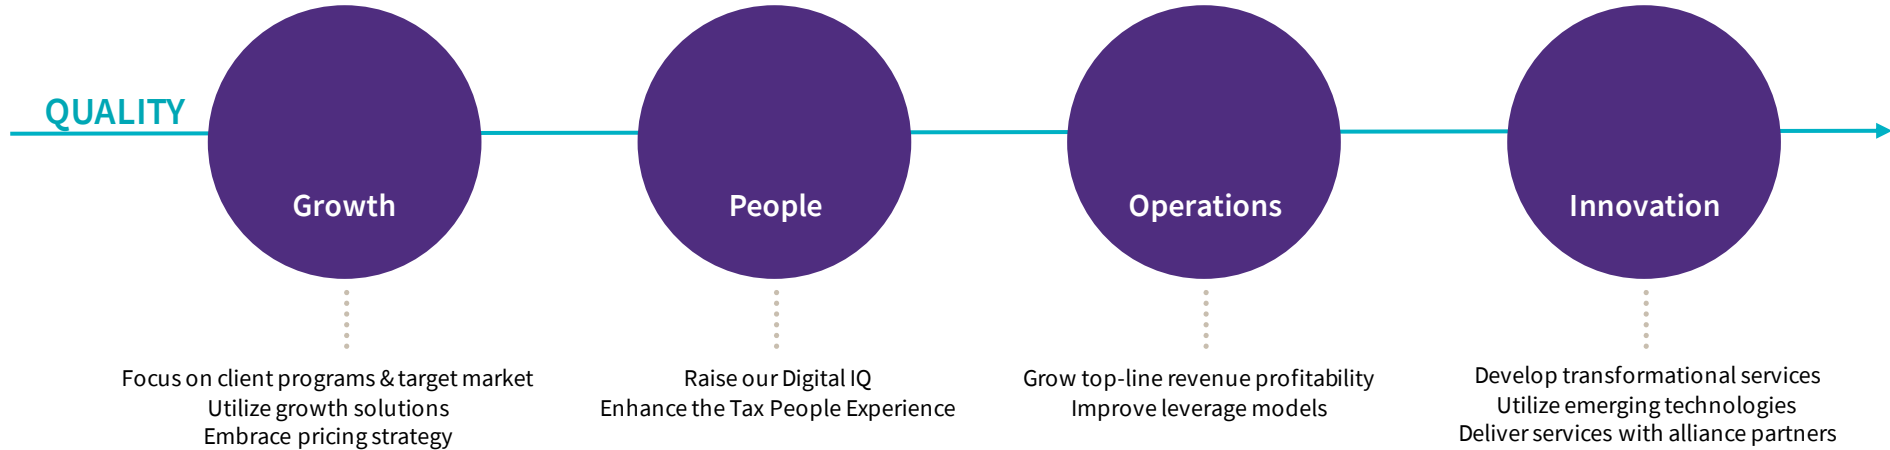 QUALITY
Growth
People
Operations
Innovation
Focus on client programs & target market
Utilize growth solutions
Embrace pricing strategy
Raise our Digital IQ
Enhance the Tax People Experience
Grow top-line revenue profitability
Improve leverage models
Develop transformational services
Utilize emerging technologies
Deliver services with alliance partners